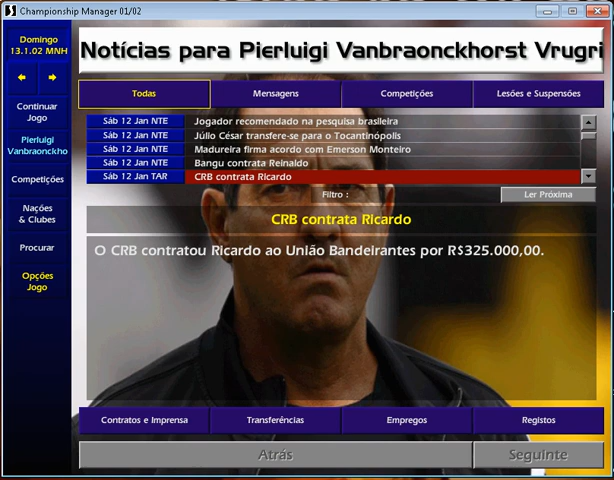 Championship Manager 01/02
Domingo
13.1.02 MNH
Notícias para Pierluigi Vanbraonckhorst Vrugri
Todas
Mensagens
Competições
Lesões e Suspensões
Continuar
Jogo
Pierluigi
Vanbraonckho
Competições
Nações
& Clubes
Procurar
Opções
Jogo
Sáb 12 Jan NTE Jogador recomendado na pesquisa brasileira
Sáb 12 Jan NTE Júlio César transfere-se para o Tocantinópolis
Sáb 12 Jan NTE Madureira firma acordo com Emerson Monteiro
Sáb 12 Jan NTE Bangu contrata Reinaldo
Sáb 12 Jan TAR CRB contrata Ricardo
Filtro :
Ler Próxima
CRB contrata Ricardo
O CRB contratou Ricardo ao União Bandeirantes por R$325.000,00.
Contratos e Imprensa
Transferências
Empregos
Registos
Atrás
Seguinte